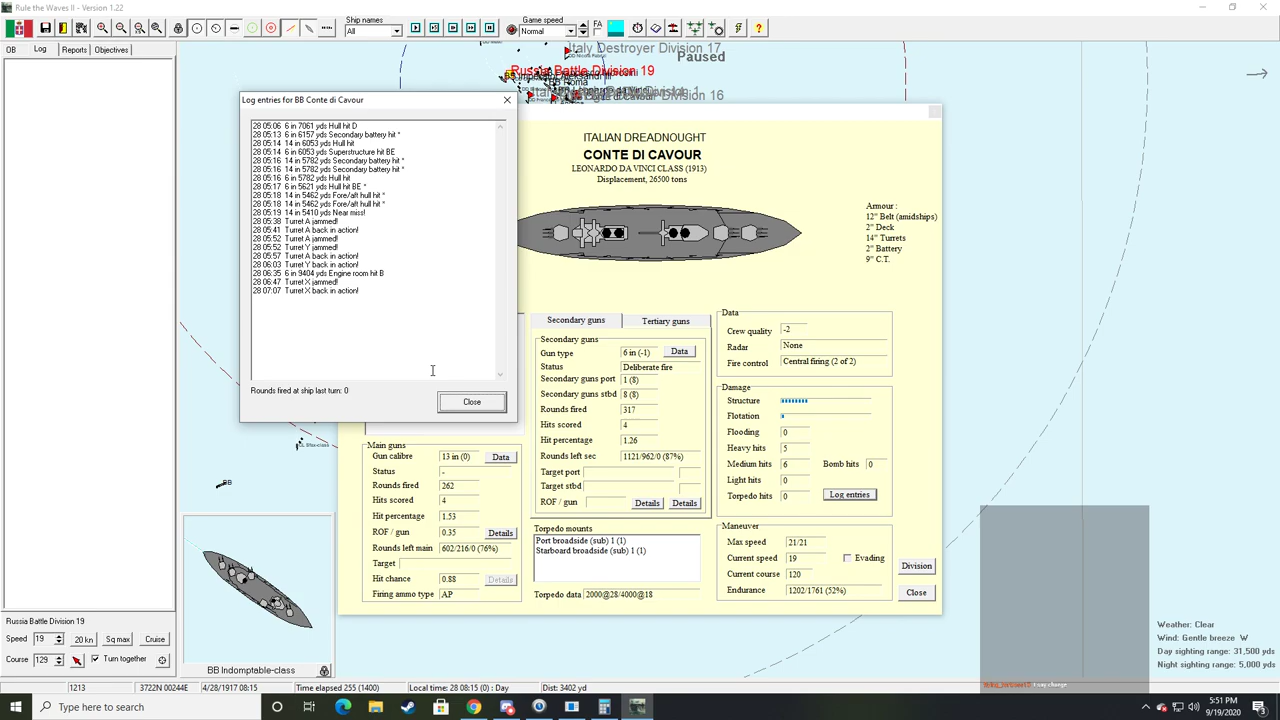 Rule the Waves II - Version 1.22
Ship names
All
Game speed
Normal
FA
OB
Log
Reports
Objectives
Italy Destroyer Division 17
Paused
Russia Battle Division 19
BB Roma
Division 16
Log entries for BB Conte di Cavour
28 05:06 6 in 7061 yds Hull hit D
28 05:13 6 in 6157 yds Secondary battery hit *
28 05:14 14 in 6053 yds Hull hit
28 05:14 6 in 6053 yds Superstructure hit BE
28 05:16 14 in 5782 yds Secondary battery hit *
28 05:16 14 in 5782 yds Secondary battery hit *
28 05:16 6 in 5782 yds Hull hit
28 05:17 6 in 5621 yds Hull hit BE *
28 05:18 14 in 5462 yds Fore/aft hull hit *
28 05:18 14 in 5462 yds Fore/aft hull hit *
28 05:19 14 in 5410 yds Near miss!
28 05:38 Turret A jammed!
28 05:41 Turret A back in action!
28 05:52 Turret A jammed!
28 05:52 Turret Y jammed!
28 05:57 Turret A back in action!
28 06:03 Turret Y back in action!
28 06:35 6 in 9404 yds Engine room hit B
28 06:47 Turret X jammed!
28 07:07 Turret X back in action!
Rounds fired at ship last turn: 0
Close
ITALIAN DREADNOUGHT
CONTE DI CAVOUR
LEONARDO DA VINCI CLASS (1913)
Displacement, 26500 tons
Armour :
12" Belt (amidships)
2" Deck
14" Turrets
2" Battery
9" C.T.
Main guns
Gun calibre 13 in (0) Data
Status -
Rounds fired 262
Hits scored 4
Hit percentage 1.53
ROF / gun 0.35 Details
Rounds left main 602/216/0 (76%)
Target
Hit chance 0.88 Details
Firing ammo type AP
Secondary guns
Tertiary guns
Secondary guns
Gun type 6 in (-1) Data
Status Deliberate fire
Secondary guns port 1 (8)
Secondary guns stbd 8 (8)
Rounds fired 317
Hits scored 4
Hit percentage 1.26
Rounds left sec 1121/962/0 (87%)
Target port
Target stbd
ROF / gun Details Details
Torpedo mounts
Port broadside (sub) 1 (1)
Starboard broadside (sub) 1 (1)
Torpedo data 2000@28/4000@18
Data
Crew quality -2
Radar None
Fire control Central firing (2 of 2)
Damage
Structure
Flotation
Flooding 0
Heavy hits 5
Medium hits 6 Bomb hits 0
Light hits 0
Torpedo hits 0 Log entries
Maneuver
Max speed 21/21
Current speed 19 Evading
Current course 120
Endurance 1202/1761 (52%)
Division
Close
BB
BB Indomptable-class
Russia Battle Division 19
Speed 19 20 kn Sq max Cruise
Course 129 Turn together
Weather: Clear
Wind: Gentle breeze W
Day sighting range: 31,500 yds
Night sighting range: 5,000 yds
1213 3722N 00244E 4/28/1917 08:15 Time elapsed 255 (1400) Local time: 28 08:15 : Day Dist: 3402 yd
Type here to search
5:51 PM
9/19/2020